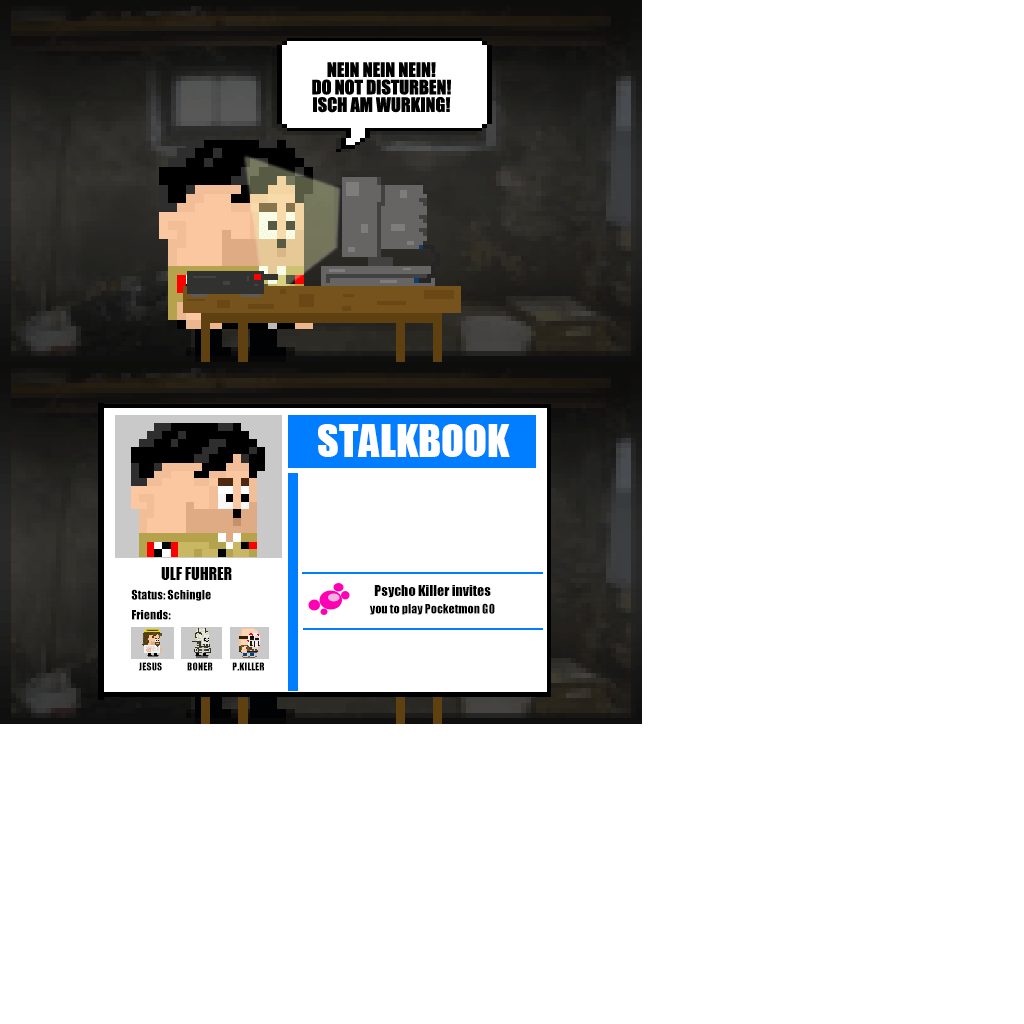 NEIN NEIN NEIN!
DO NOT DISTURBEN!
ISCH AM WURKING!
STALKBOOK
ULF FUHRER
Status: Schingle
Friends:
JESUS BONER P.KILLER
Psycho Killer invites
you to play Pocketmon GO